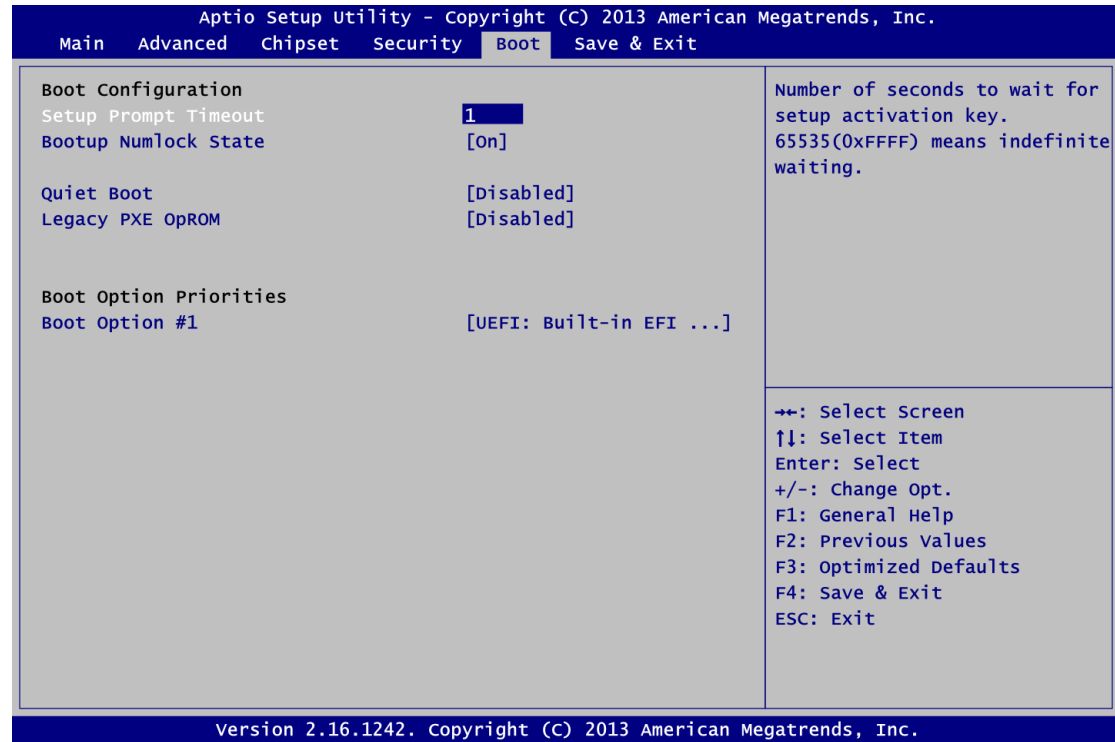 Aptio Setup Utility - Copyright (C) 2013 American Megatrends, Inc.
Main Advanced Chipset Security Boot Save & Exit
Boot Configuration
Setup Prompt Timeout 1
Bootup Numlock State [On]
Quiet Boot [Disabled]
Legacy PXE OpROM [Disabled]
Boot Option Priorities
Boot Option #1 [UEFI: Built-in EFI ...]
Number of seconds to wait for
setup activation key.
65535(0xFFFF) means indefinite
waiting.
→←: Select Screen
↑↓: Select Item
Enter: Select
+/-: Change Opt.
F1: General Help
F2: Previous Values
F3: Optimized Defaults
F4: Save & Exit
ESC: Exit
Version 2.16.1242. Copyright (C) 2013 American Megatrends, Inc.